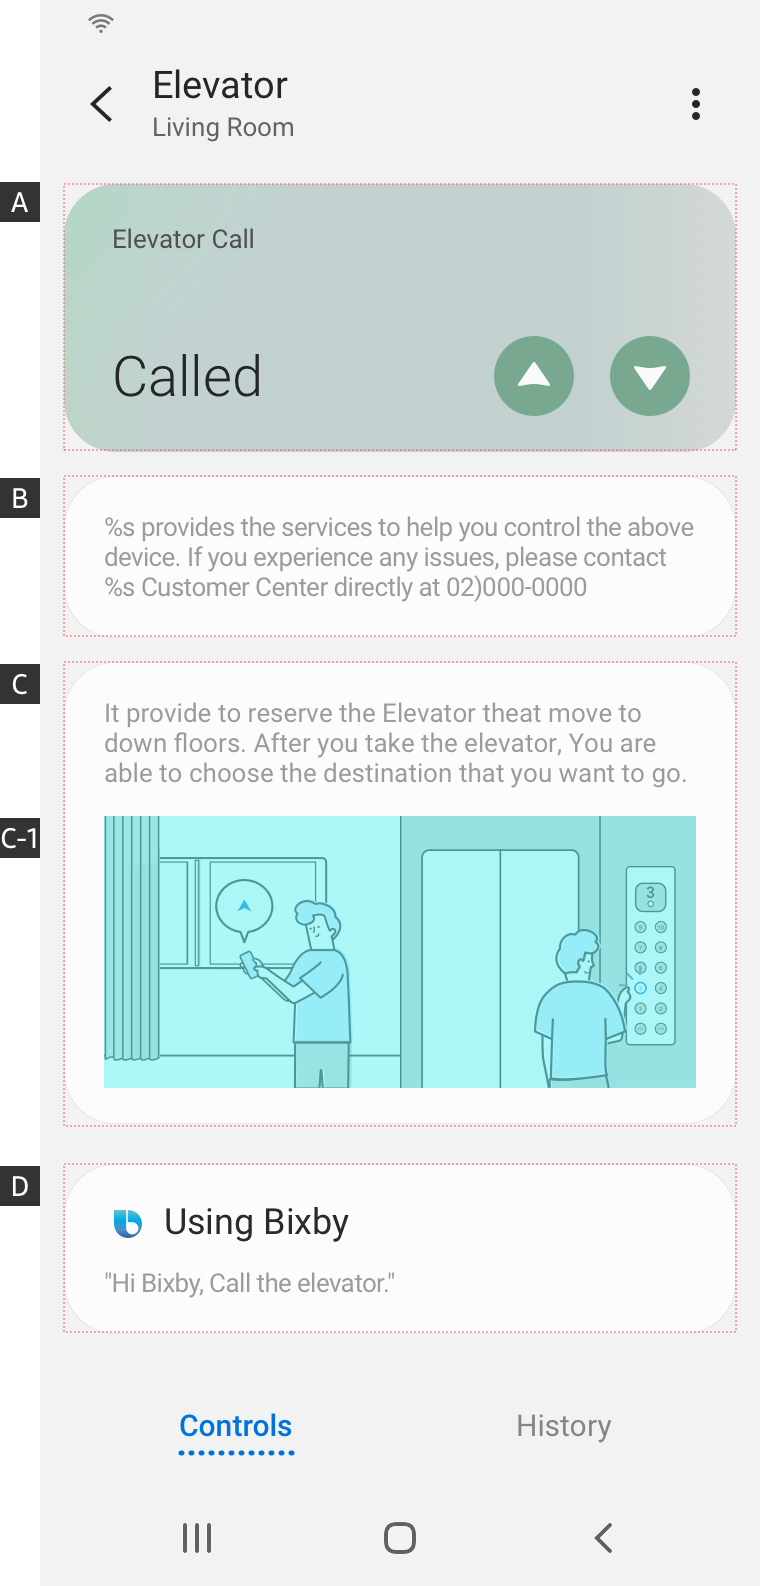 Elevator
Living Room
A
Elevator Call
Called
B
%s provides the services to help you control the above
device. If you experience any issues, please contact
%s Customer Center directly at 02)000-0000
C
It provide to reserve the Elevator theat move to
down floors. After you take the elevator, You are
able to choose the destination that you want to go.
C-1
3
D
Using Bixby
"Hi Bixby, Call the elevator."
Controls
History